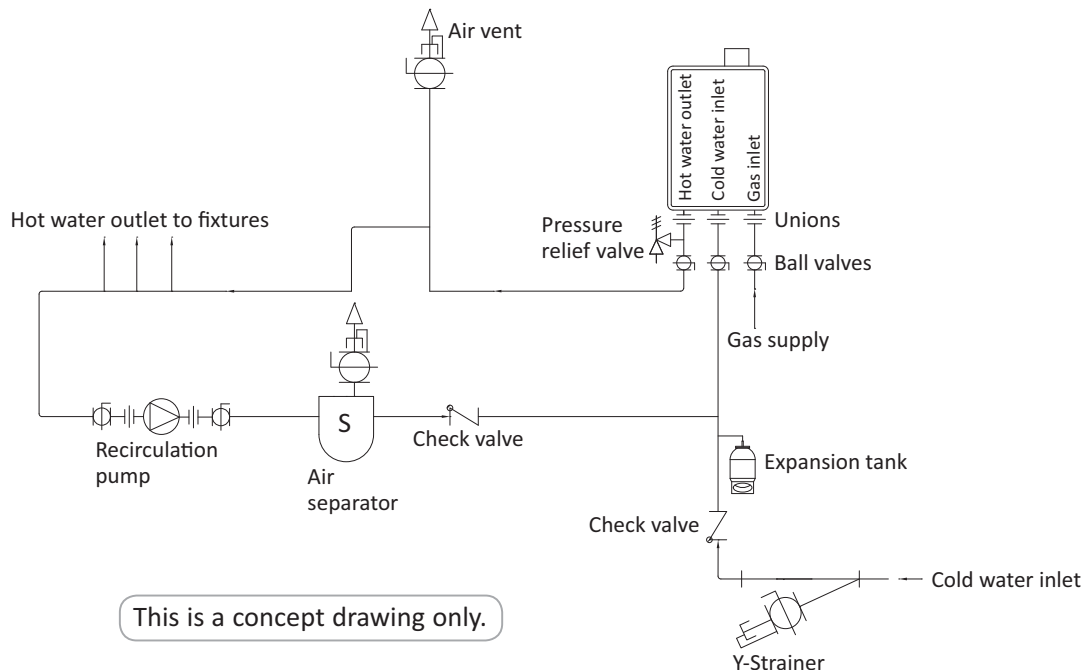 Air vent
Hot water outlet
Cold water inlet
Gas inlet
Hot water outlet to fixtures
Pressure
relief valve
Unions
Ball valves
Gas supply
S
Recirculation
pump
Air
separator
Check valve
Expansion tank
Check valve
Cold water inlet
This is a concept drawing only.
Y-Strainer